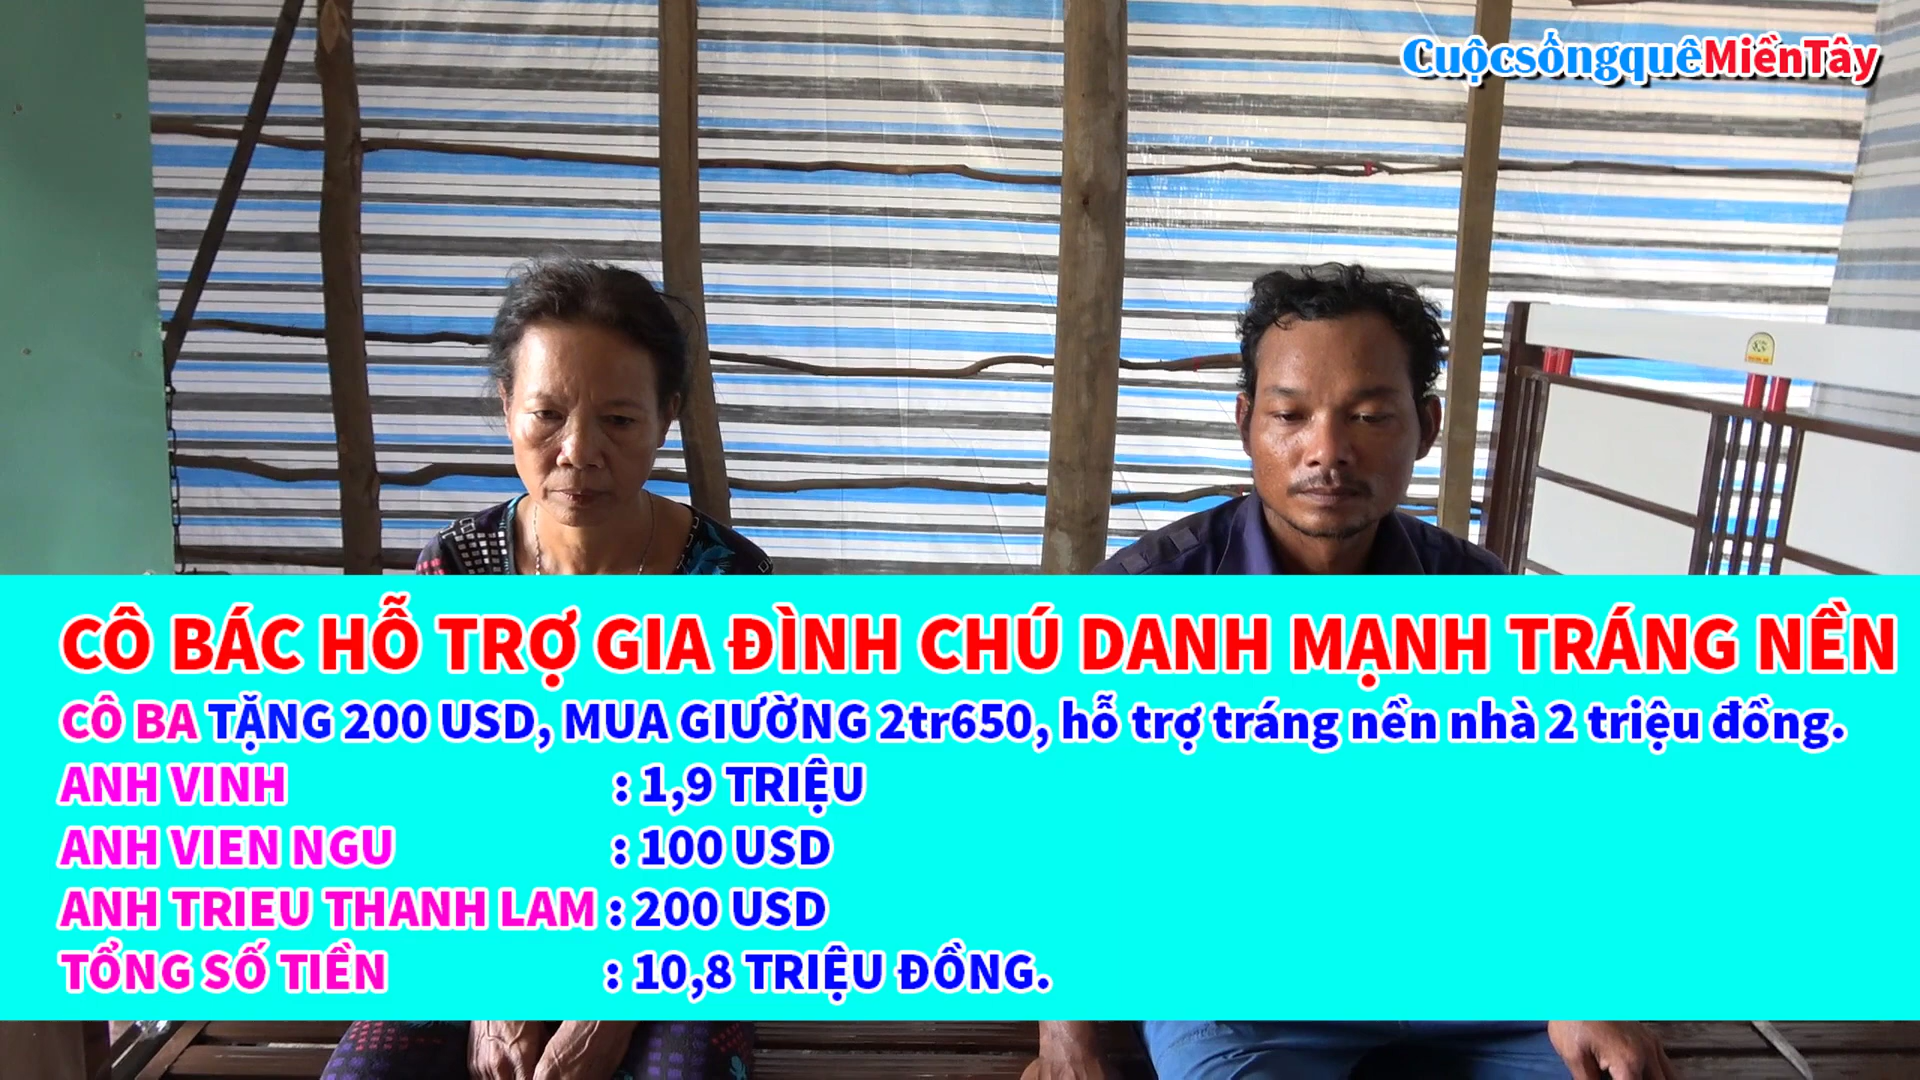 CuộcsốngquêMiềnTây
CÔ BÁC HỖ TRỢ GIA ĐÌNH CHÚ DANH MẠNH TRÁNG NỀN
CÔ BA TẶNG 200 USD, MUA GIƯỜNG 2tr650, hỗ trợ tráng nền nhà 2 triệu đồng.
ANH VINH : 1,9 TRIỆU
ANH VIEN NGU : 100 USD
ANH TRIEU THANH LAM : 200 USD
TỔNG SỐ TIỀN : 10,8 TRIỆU ĐỒNG.